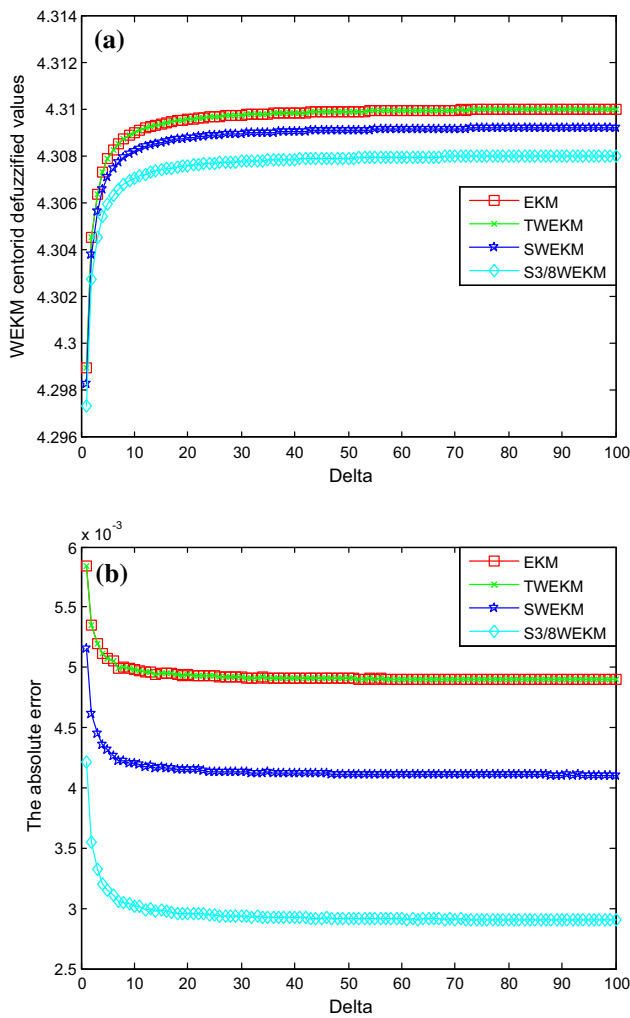 (a)
4.314
4.312
4.31
4.308
4.306
4.304
4.302
4.3
4.298
4.296
WEKM centorid defuzzified values
EKM
TWEKM
SWEKM
S3/8WEKM
0 10 20 30 40 50 60 70 80 90 100
Delta
x 10⁻³
(b)
6
5.5
5
4.5
4
3.5
3
2.5
The absolute error
EKM
TWEKM
SWEKM
S3/8WEKM
0 10 20 30 40 50 60 70 80 90 100
Delta